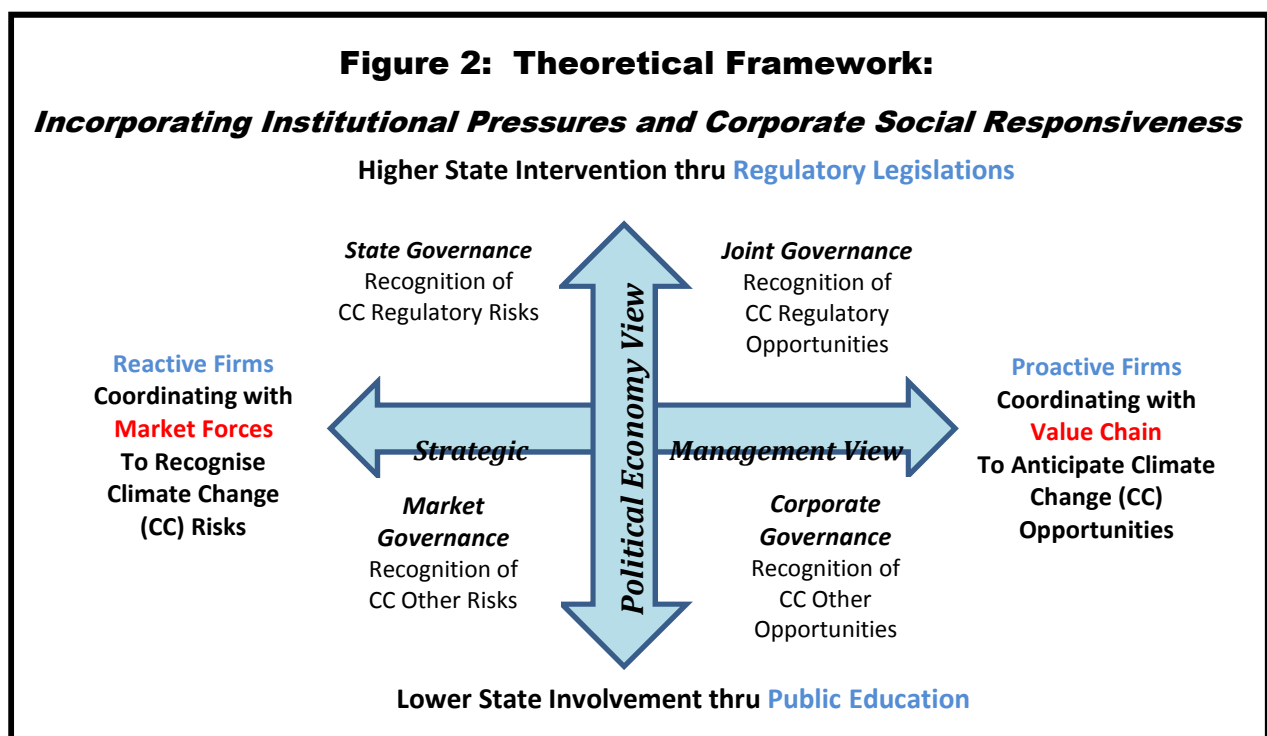 Figure 2: Theoretical Framework:
Incorporating Institutional Pressures and Corporate Social Responsiveness
Higher State Intervention thru Regulatory Legislations
State Governance
Recognition of
CC Regulatory Risks
Joint Governance
Recognition of
CC Regulatory
Opportunities
Reactive Firms
Coordinating with
Market Forces
To Recognise
Climate Change
(CC) Risks
Political Economy View
Strategic Management View
Proactive Firms
Coordinating with
Value Chain
To Anticipate Climate
Change (CC)
Opportunities
Market
Governance
Recognition of
CC Other Risks
Corporate
Governance
Recognition of
CC Other
Opportunities
Lower State Involvement thru Public Education